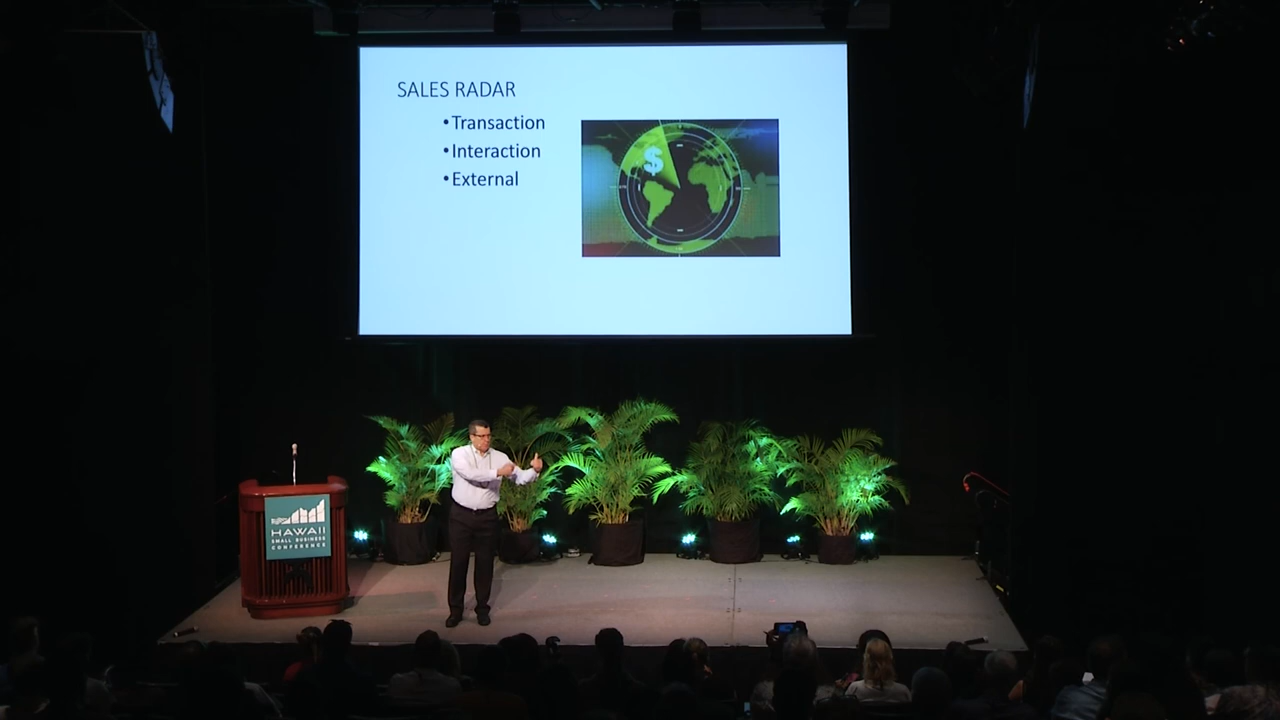 SALES RADAR
•Transaction
•Interaction
•External
$
HAWAII
SMALL BUSINESS
CONFERENCE